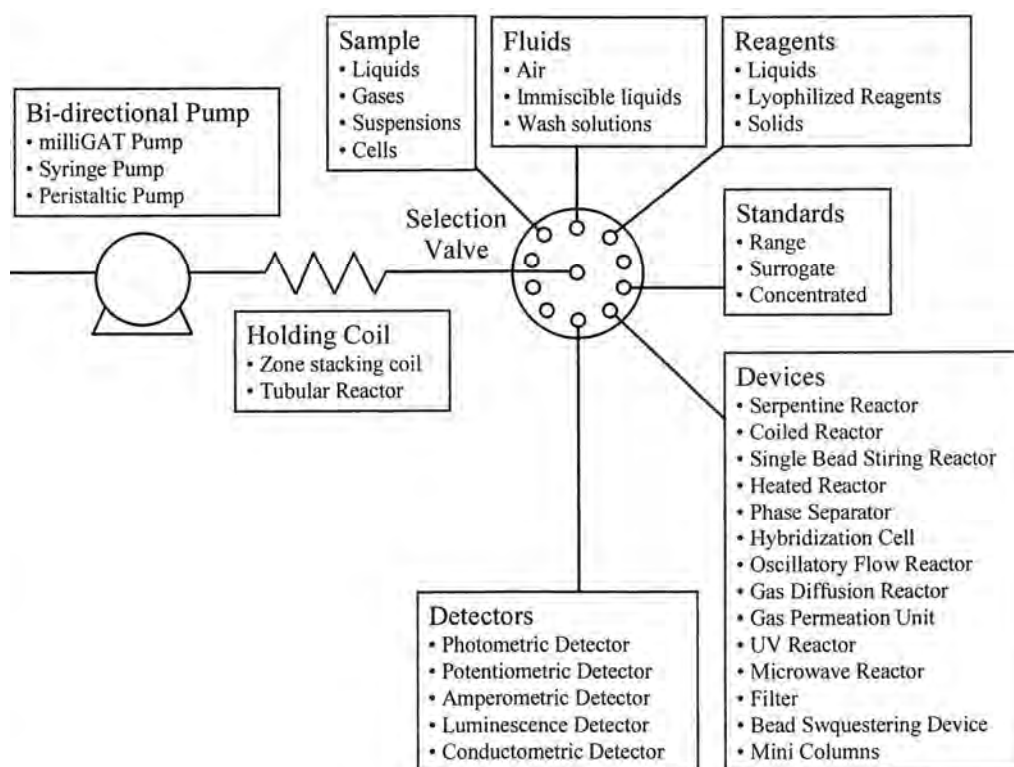 Bi-directional Pump
• milliGAT Pump
• Syringe Pump
• Peristaltic Pump
Sample
• Liquids
• Gases
• Suspensions
• Cells
Fluids
• Air
• Immiscible liquids
• Wash solutions
Reagents
• Liquids
• Lyophilized Reagents
• Solids
Selection
Valve
Standards
• Range
• Surrogate
• Concentrated
Holding Coil
• Zone stacking coil
• Tubular Reactor
Devices
• Serpentine Reactor
• Coiled Reactor
• Single Bead Stiring Reactor
• Heated Reactor
• Phase Separator
• Hybridization Cell
• Oscillatory Flow Reactor
• Gas Diffusion Reactor
• Gas Permeation Unit
• UV Reactor
• Microwave Reactor
• Filter
• Bead Swquestering Device
• Mini Columns
Detectors
• Photometric Detector
• Potentiometric Detector
• Amperometric Detector
• Luminescence Detector
• Conductometric Detector